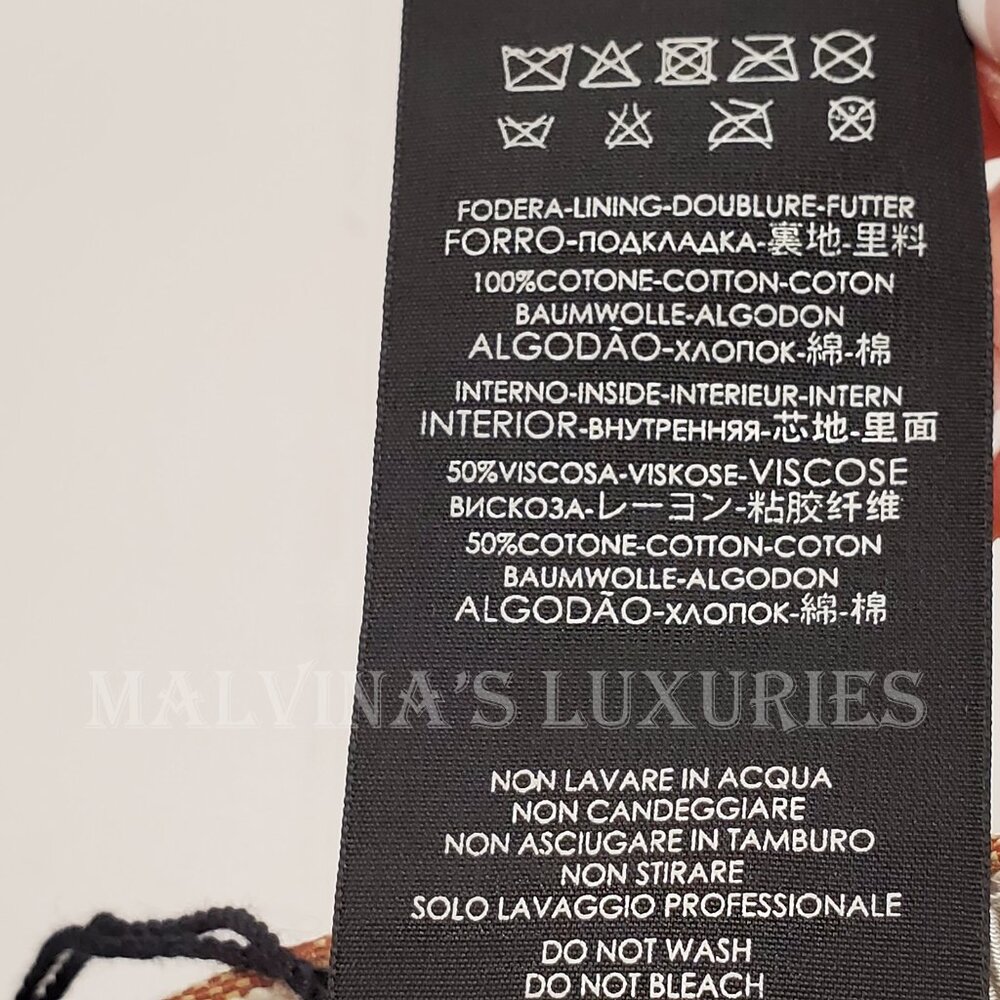 FODERA-LINING-DOUBLURE-FUTTER
FORRO-ПОДКЛАДКА-裏地-里料
100%COTONE-COTTON-COTON
BAUMWOLLE-ALGODON
ALGODÃO-ХЛОПОК-綿-棉
INTERNO-INSIDE-INTERIEUR-INTERN
INTERIOR-ВНУТРЕННЯЯ-芯地-里面
50%VISCOSA-VISKOSE-VISCOSE
ВИСКОЗА-レーヨン-粘胶纤维
50%COTONE-COTTON-COTON
BAUMWOLLE-ALGODON
ALGODÃO-ХЛОПОК-綿-棉
MALVINA'S LUXURIES
NON LAVARE IN ACQUA
NON CANDEGGIARE
NON ASCIUGARE IN TAMBURO
NON STIRARE
SOLO LAVAGGIO PROFESSIONALE
DO NOT WASH
DO NOT BLEACH